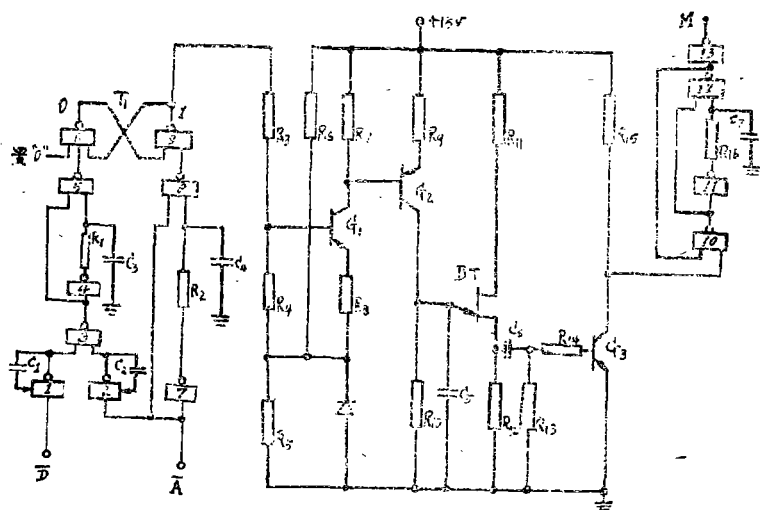 +15V
M
13
12
C7
R16
11
10
0
T1
1
6
9
置"0"
5
8
R1
C3
4
3
C1
1
2
C2
R2
C4
7
D̄
Ā
R3
R6
R7
R9
R11
R15
G1
G2
BT
R4
R8
R5
R10
C5
C6
R12
R13
R14
G3